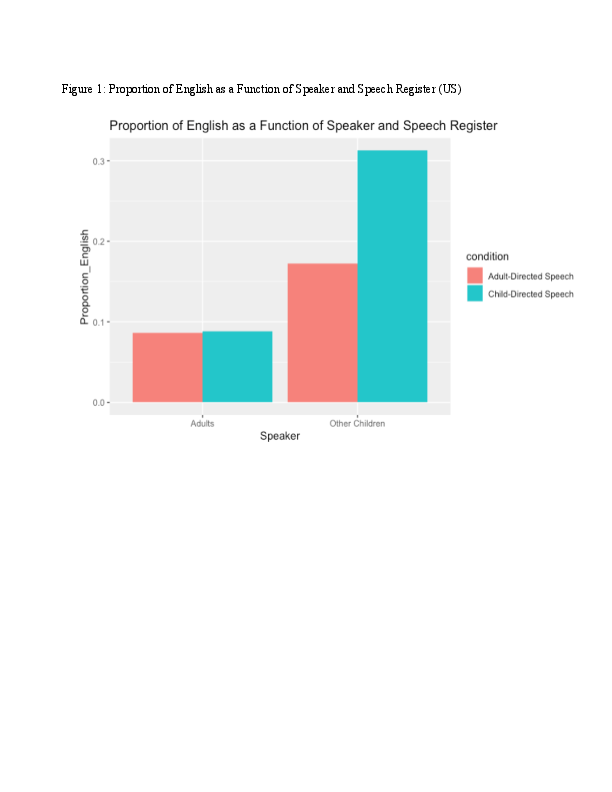 Figure 1: Proportion of English as a Function of Speaker and Speech Register (US)
Proportion of English as a Function of Speaker and Speech Register
Proportion_English
0.3
0.2
0.1
0.0
Adults
Other Children
Speaker
condition
Adult-Directed Speech
Child-Directed Speech